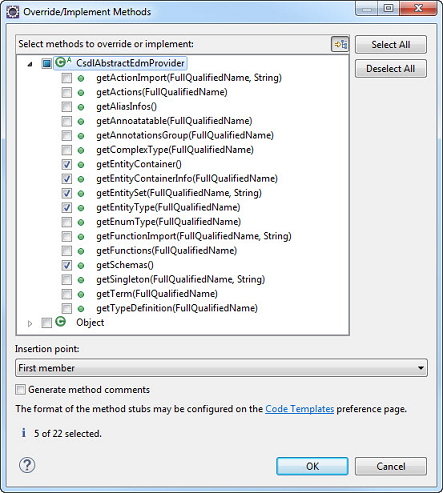 Override/Implement Methods
Select methods to override or implement:
Select All
Deselect All
CsdlAbstractEdmProvider
getActionImport(FullQualifiedName, String)
getActions(FullQualifiedName)
getAliasInfos()
getAnnoatatable(FullQualifiedName)
getAnnotationsGroup(FullQualifiedName)
getComplexType(FullQualifiedName)
getEntityContainer()
getEntityContainerInfo(FullQualifiedName)
getEntitySet(FullQualifiedName, String)
getEntityType(FullQualifiedName)
getEnumType(FullQualifiedName)
getFunctionImport(FullQualifiedName, String)
getFunctions(FullQualifiedName)
getSchemas()
getSingleton(FullQualifiedName, String)
getTerm(FullQualifiedName)
getTypeDefinition(FullQualifiedName)
Object
Insertion point:
First member
Generate method comments
The format of the method stubs may be configured on the Code Templates preference page.
5 of 22 selected.
OK
Cancel